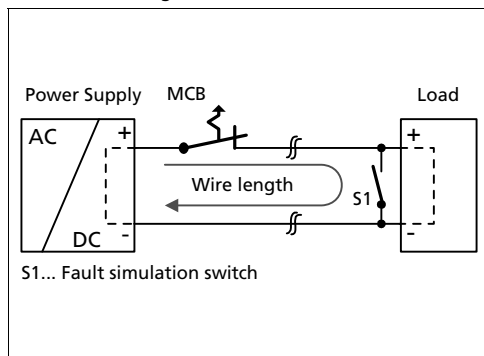 Power Supply
MCB
Load
AC
+
+
Wire length
S1
DC
-
-
S1... Fault simulation switch